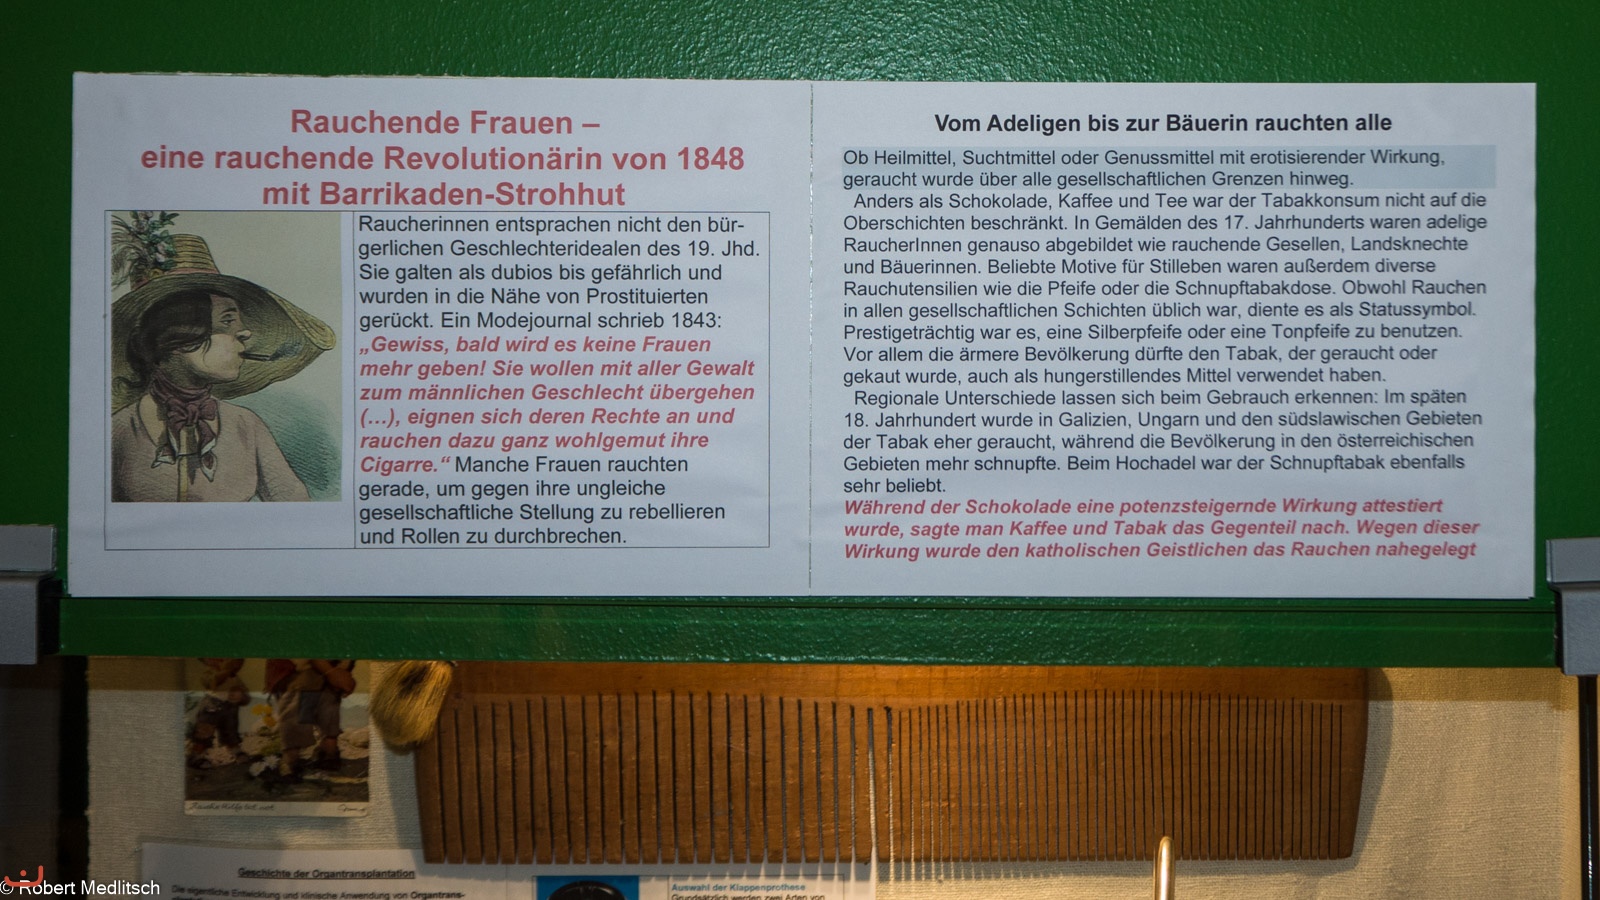 Rauchende Frauen –
eine rauchende Revolutionärin von 1848
mit Barrikaden-Strohhut
Raucherinnen entsprachen nicht den bür-
gerlichen Geschlechteridealen des 19. Jhd.
Sie galten als dubios bis gefährlich und
wurden in die Nähe von Prostituierten
gerückt. Ein Modejournal schrieb 1843:
„Gewiss, bald wird es keine Frauen
mehr geben! Sie wollen mit aller Gewalt
zum männlichen Geschlecht übergehen
(…), eignen sich deren Rechte an und
rauchen dazu ganz wohlgemut ihre
Cigarre.“ Manche Frauen rauchten
gerade, um gegen ihre ungleiche
gesellschaftliche Stellung zu rebellieren
und Rollen zu durchbrechen.
Vom Adeligen bis zur Bäuerin rauchten alle
Ob Heilmittel, Suchtmittel oder Genussmittel mit erotisierender Wirkung,
geraucht wurde über alle gesellschaftlichen Grenzen hinweg.
Anders als Schokolade, Kaffee und Tee war der Tabakkonsum nicht auf die
Oberschichten beschränkt. In Gemälden des 17. Jahrhunderts waren adelige
RaucherInnen genauso abgebildet wie rauchende Gesellen, Landsknechte
und Bäuerinnen. Beliebte Motive für Stilleben waren außerdem diverse
Rauchutensilien wie die Pfeife oder die Schnupftabakdose. Obwohl Rauchen
in allen gesellschaftlichen Schichten üblich war, diente es als Statussymbol.
Prestigeträchtig war es, eine Silberpfeife oder eine Tonpfeife zu benutzen.
Vor allem die ärmere Bevölkerung dürfte den Tabak, der geraucht oder
gekaut wurde, auch als hungerstillendes Mittel verwendet haben.
Regionale Unterschiede lassen sich beim Gebrauch erkennen: Im späten
18. Jahrhundert wurde in Galizien, Ungarn und den südslawischen Gebieten
der Tabak eher geraucht, während die Bevölkerung in den österreichischen
Gebieten mehr schnupfte. Beim Hochadel war der Schnupftabak ebenfalls
sehr beliebt.
Während der Schokolade eine potenzsteigernde Wirkung attestiert
wurde, sagte man Kaffee und Tabak das Gegenteil nach. Wegen dieser
Wirkung wurde den katholischen Geistlichen das Rauchen nahegelegt
Geschichte der Organtransplantation
Die eigentliche Entwicklung und klinische Anwendung von Organtrans-
Auswahl der Klappenprothese
Grundsätzlich werden zwei Arten von
© Robert Medlitsch